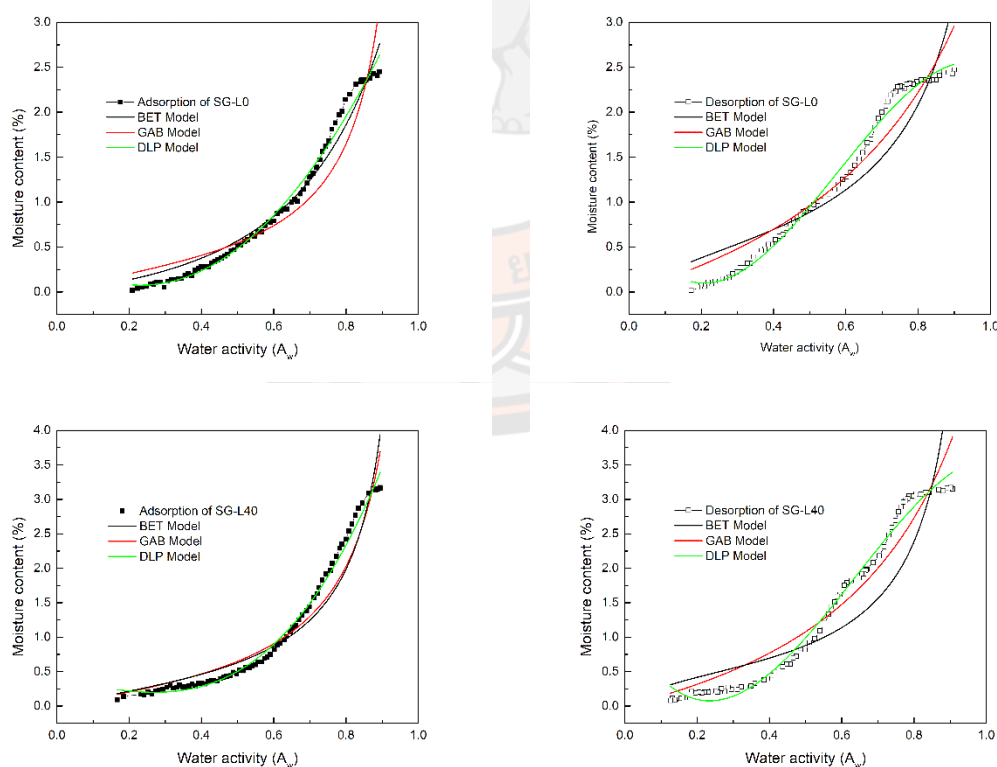 3.0
2.5
2.0
1.5
1.0
0.5
0.0
Moisture content (%)
Adsorption of SG-L0
BET Model
GAB Model
DLP Model
0.0 0.2 0.4 0.6 0.8 1.0
Water activity (Aw)
3.0
2.5
2.0
1.5
1.0
0.5
0.0
Moisture content (%)
Desorption of SG-L0
BET Model
GAB Model
DLP Model
0.0 0.2 0.4 0.6 0.8 1.0
Water activity (Aw)
4.0
3.5
3.0
2.5
2.0
1.5
1.0
0.5
0.0
Moisture content (%)
Adsorption of SG-L40
BET Model
GAB Model
DLP Model
0.0 0.2 0.4 0.6 0.8 1.0
Water activity (Aw)
4.0
3.5
3.0
2.5
2.0
1.5
1.0
0.5
0.0
Moisture content (%)
Desorption of SG-L40
BET Model
GAB Model
DLP Model
0.0 0.2 0.4 0.6 0.8 1.0
Water activity (Aw)